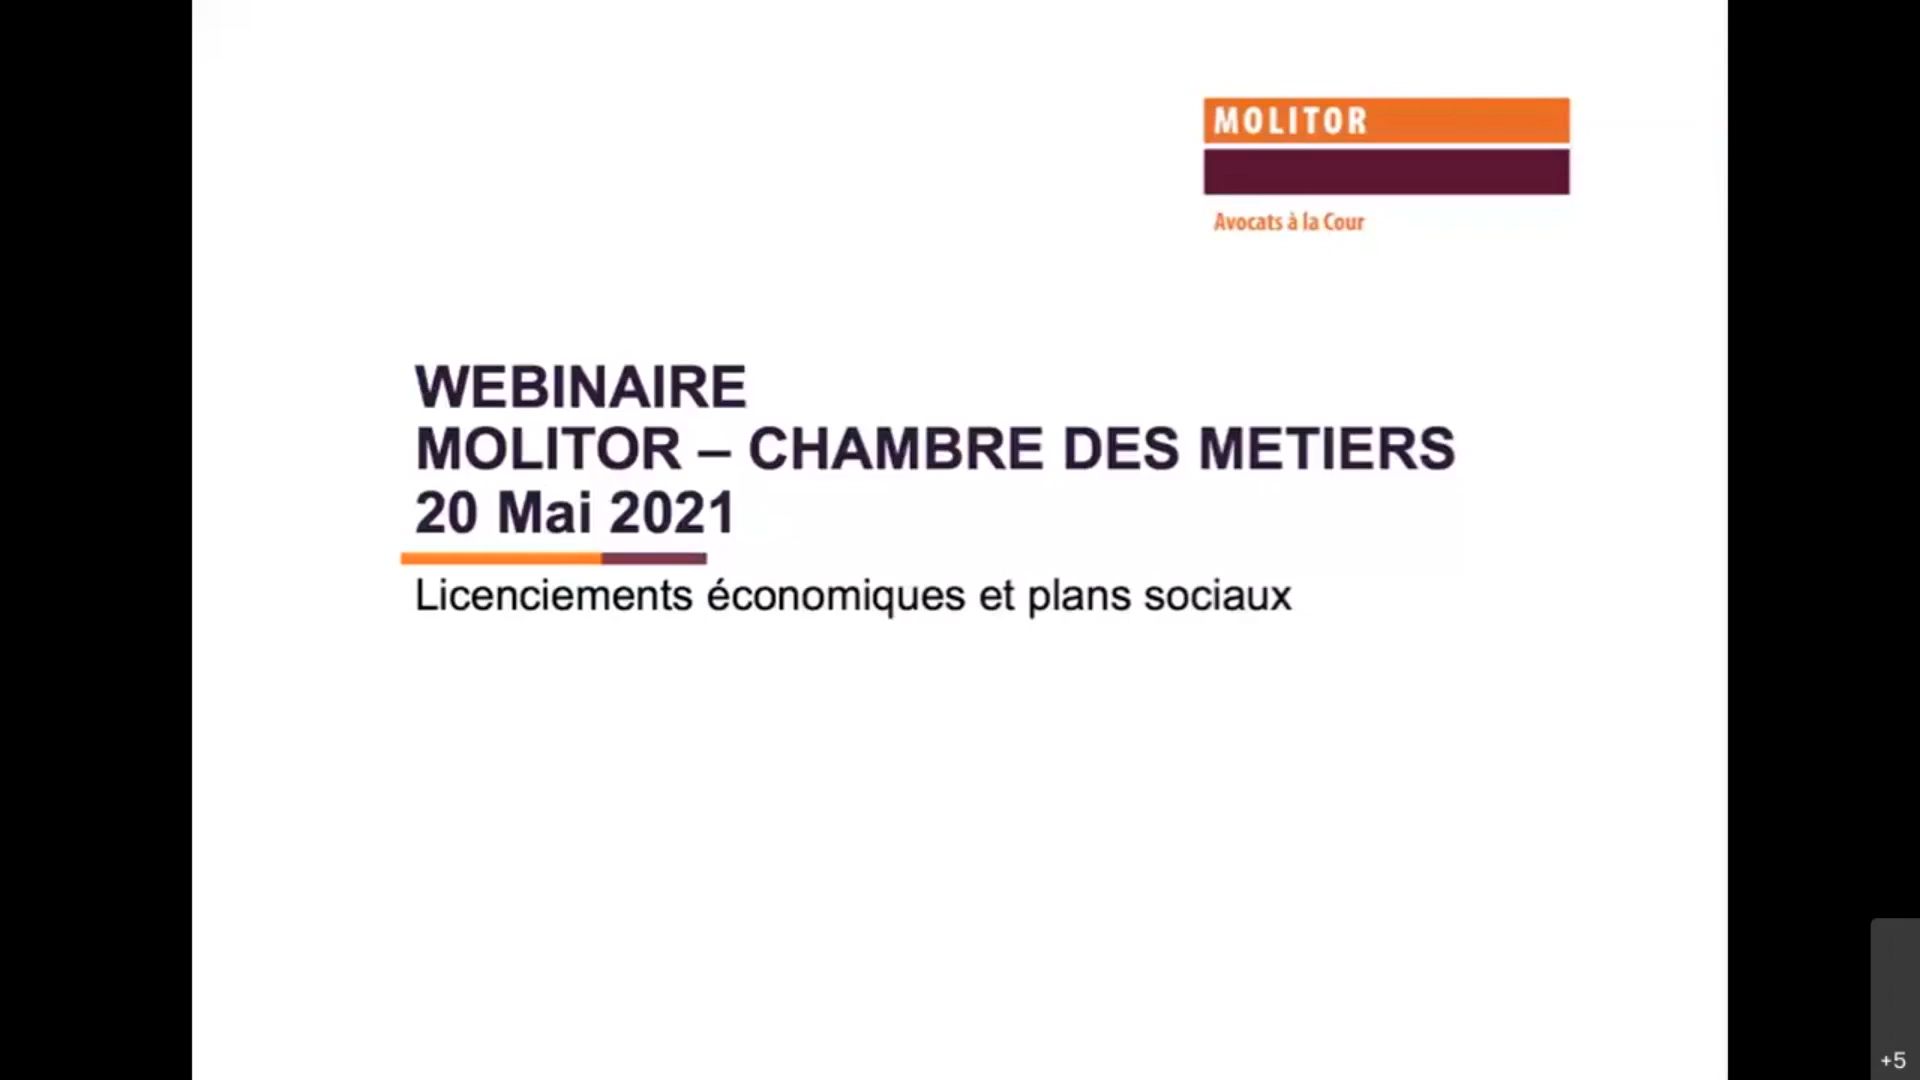 MOLITOR
Avocats à la Cour
WEBINAIRE
MOLITOR – CHAMBRE DES METIERS
20 Mai 2021
Licenciements économiques et plans sociaux
+5